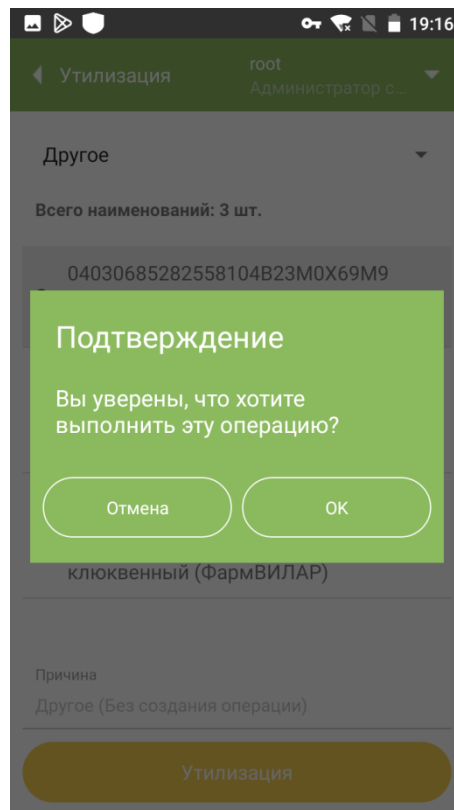 19:16
Утилизация
root
Администратор с...
Другое
Всего наименований: 3 шт.
04030685282558104B23M0X69M9
Подтверждение
Вы уверены, что хотите
выполнить эту операцию?
Отмена
OK
клюквенный (ФармВИЛАР)
Причина
Другое (Без создания операции)
Утилизация